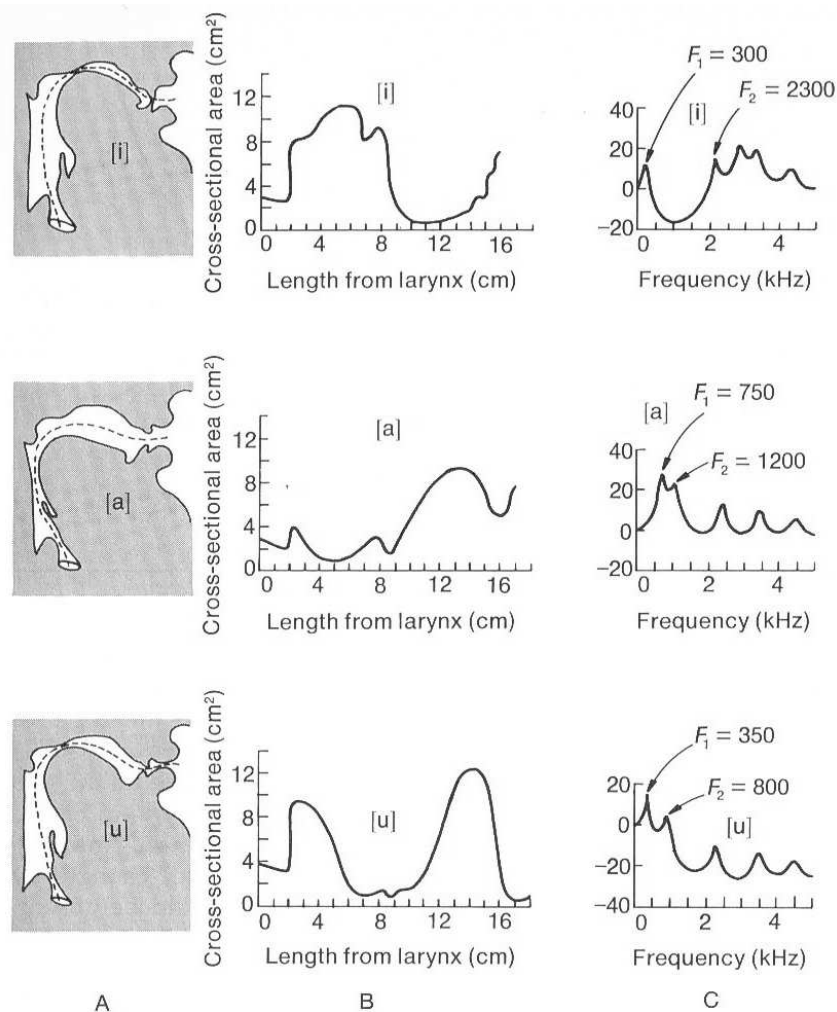 [i]
Cross-sectional area (cm²)
12
8
4
0
[i]
0 4 8 12 16
Length from larynx (cm)
F₁ = 300
F₂ = 2300
[i]
40
20
0
−20
0 2 4
Frequency (kHz)
[a]
Cross-sectional area (cm²)
12
8
4
0
[a]
0 4 8 12 16
Length from larynx (cm)
F₁ = 750
[a]
F₂ = 1200
40
20
0
−20
0 2 4
Frequency (kHz)
[u]
Cross-sectional area (cm²)
12
8
4
0
[u]
0 4 8 12 16
Length from larynx (cm)
F₁ = 350
F₂ = 800
[u]
20
0
−20
−40
0 2 4
Frequency (kHz)
A B C